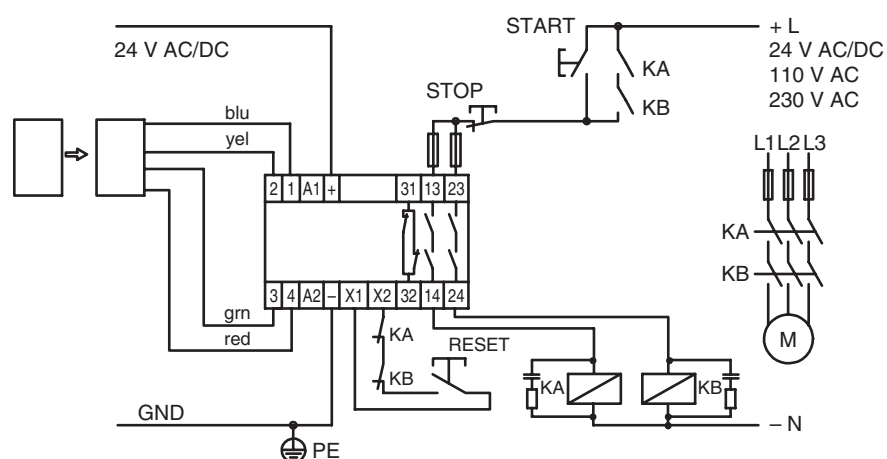 START
+ L
24 V AC/DC
24 V AC/DC
110 V AC
230 V AC
KA
STOP
KB
blu
yel
L1 L2 L3
2 1 A1 + 31 13 23
KA
KB
3 4 A2 – X1 X2 32 14 24
grn
red
KA
RESET
M
KB
KA
KB
GND
– N
PE